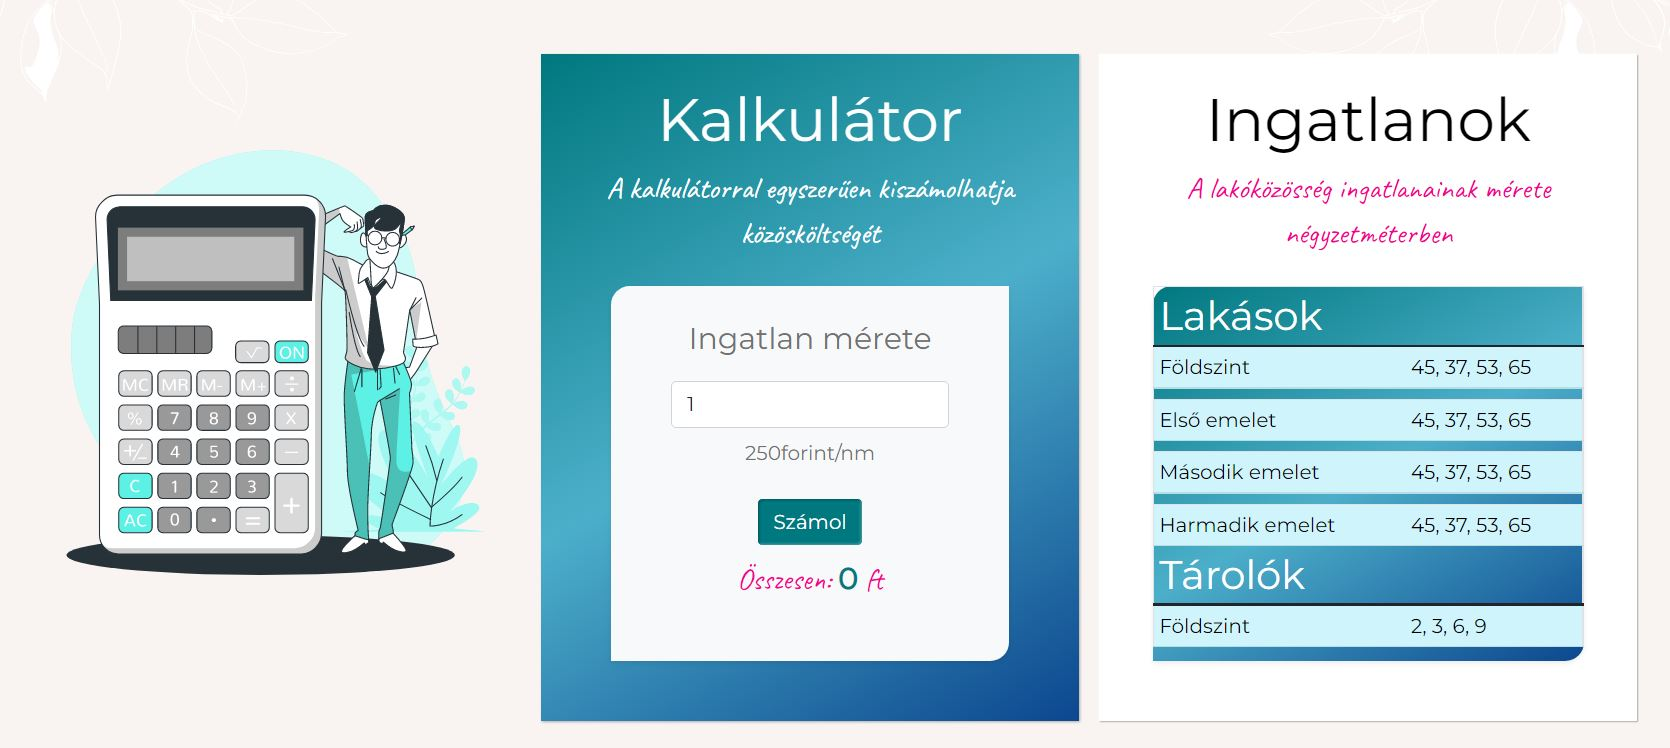 √ ON
MC MR M- M+ ÷
% 7 8 9 X
+/- 4 5 6 −
C 1 2 3
+
AC 0 • =
Kalkulátor
A kalkulátorral egyszerűen kiszámolhatja
közösköltségét
Ingatlan mérete
1
250forint/nm
Számol
Összesen: 0 Ft
Ingatlanok
A lakóközösség ingatlanainak mérete
négyzetméterben
Lakások
Földszint 45, 37, 53, 65
Első emelet 45, 37, 53, 65
Második emelet 45, 37, 53, 65
Harmadik emelet 45, 37, 53, 65
Tárolók
Földszint 2, 3, 6, 9